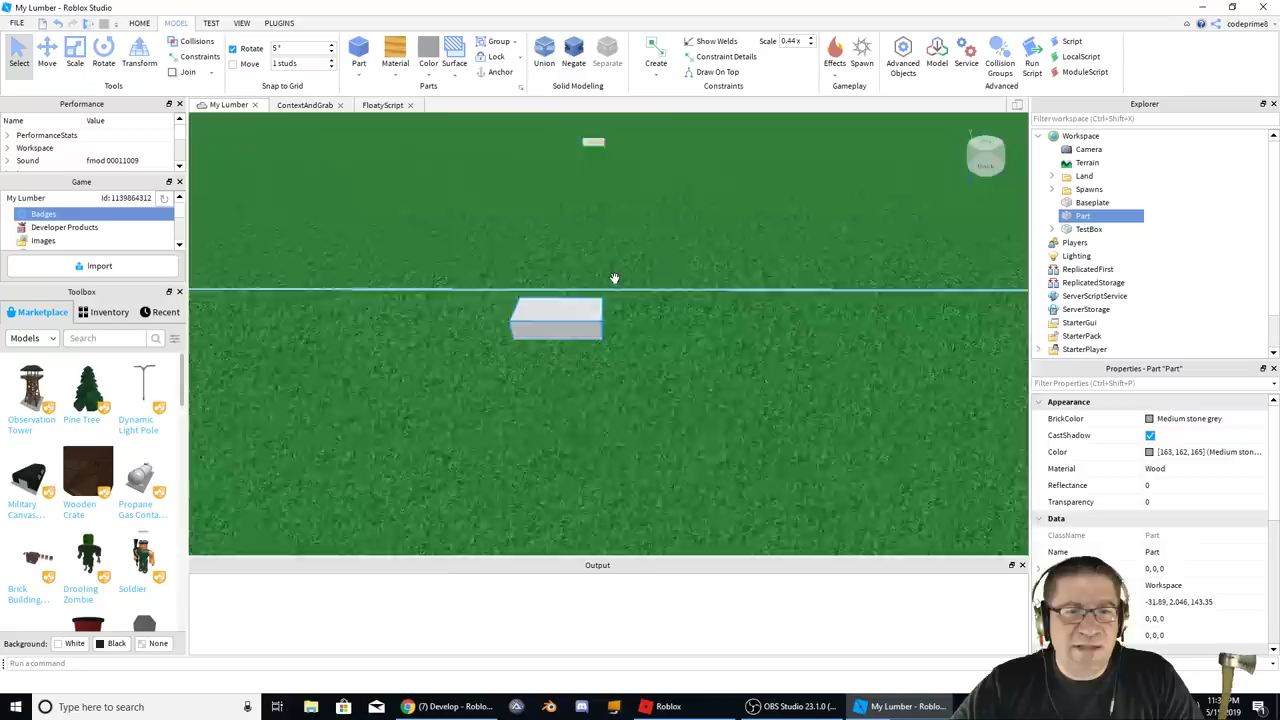 My Lumber - Roblox Studio
FILE HOME MODEL TEST VIEW PLUGINS codeprime8
Select Move Scale Rotate Transform
Collisions
Constraints
Join
Tools
Rotate 5°
Move 1 studs
Snap to Grid
Part Material Color Surface
Group
Lock
Anchor
Parts
Union Negate Separate
Solid Modeling
Create
Show Welds Scale 0.44 x
Constraint Details
Draw On Top
Constraints
Effects Spawn
Gameplay
Advanced Objects
Model
Service
Collision Groups
Run Script
Script
LocalScript
ModuleScript
Advanced
Performance
Name Value
PerformanceStats
Workspace
Sound fmod 00011009
Game
My Lumber Id: 1139864312
Badges
Developer Products
Images
Import
Toolbox
Marketplace Inventory Recent
Models Search
Observation Tower
Pine Tree
Dynamic Light Pole
Military Canvas...
Wooden Crate
Propane Gas Conta...
Brick Building,...
Drooling Zombie
Soldier
Background: White Black None
My Lumber ContextAndGrab FloatyScript
Back
Output
Explorer
Filter workspace (Ctrl+Shift+X)
Workspace
Camera
Terrain
Land
Spawns
Baseplate
Part
TestBox
Players
Lighting
ReplicatedFirst
ReplicatedStorage
ServerScriptService
ServerStorage
StarterGui
StarterPack
StarterPlayer
Properties - Part "Part"
Filter Properties (Ctrl+Shift+P)
Appearance
BrickColor Medium stone grey
CastShadow
Color [163, 162, 165] (Medium ston...
Material Wood
Reflectance 0
Transparency 0
Data
ClassName Part
Name Part
0, 0, 0
Workspace
-31.89, 2.046, 143.35
0, 0, 0
0, 0, 0
Run a command
Type here to search
(7) Develop - Roblo...
Roblox
OBS Studio 23.1.0 (...
My Lumber - Roblo...